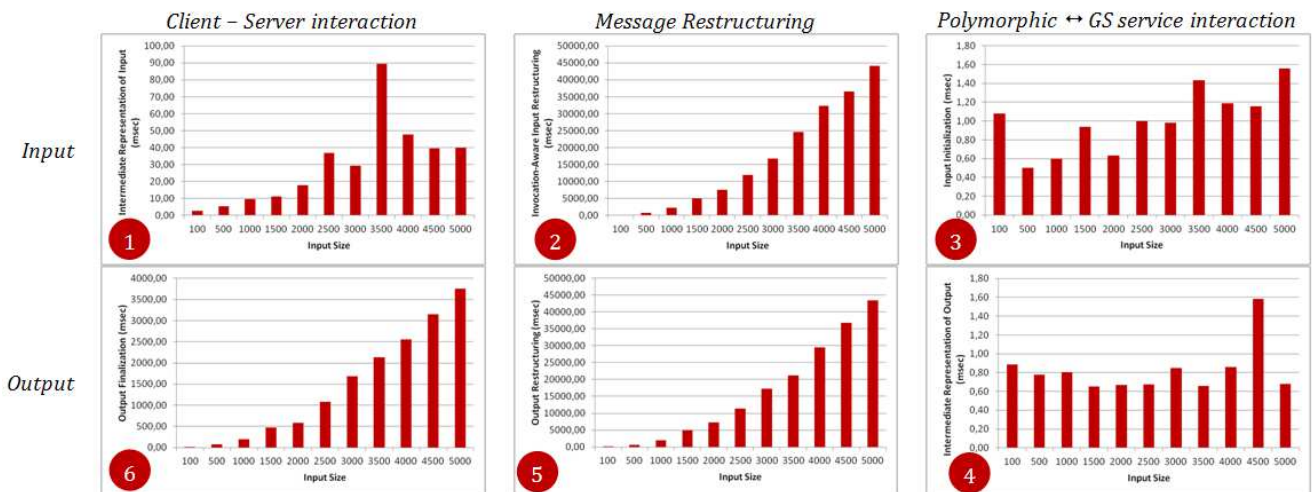 Client – Server interaction
Message Restructuring
Polymorphic ↔ GS service interaction
Input
Intermediate Representation of Input (msec)
100,00
90,00
80,00
70,00
60,00
50,00
40,00
30,00
20,00
10,00
0,00
100 500 1000 1500 2000 2500 3000 3500 4000 4500 5000
Input Size
1
Invocation-Aware Input Restructuring (msec)
50000,00
45000,00
40000,00
35000,00
30000,00
25000,00
20000,00
15000,00
10000,00
5000,00
0,00
100 500 1000 1500 2000 2500 3000 3500 4000 4500 5000
Input Size
2
Input Initialization (msec)
1,80
1,60
1,40
1,20
1,00
0,80
0,60
0,40
0,20
0,00
100 500 1000 1500 2000 2500 3000 3500 4000 4500 5000
Input Size
3
Output
Output Finalization (msec)
4000,00
3500,00
3000,00
2500,00
2000,00
1500,00
1000,00
500,00
0,00
100 500 1000 1500 2000 2500 3000 3500 4000 4500 5000
Input Size
6
Output Restructuring (msec)
50000,00
45000,00
40000,00
35000,00
30000,00
25000,00
20000,00
15000,00
10000,00
5000,00
0,00
100 500 1000 1500 2000 2500 3000 3500 4000 4500 5000
Input Size
5
Intermediate Representation of Output (msec)
1,80
1,60
1,40
1,20
1,00
0,80
0,60
0,40
0,20
0,00
100 500 1000 1500 2000 2500 3000 3500 4000 4500 5000
Input Size
4